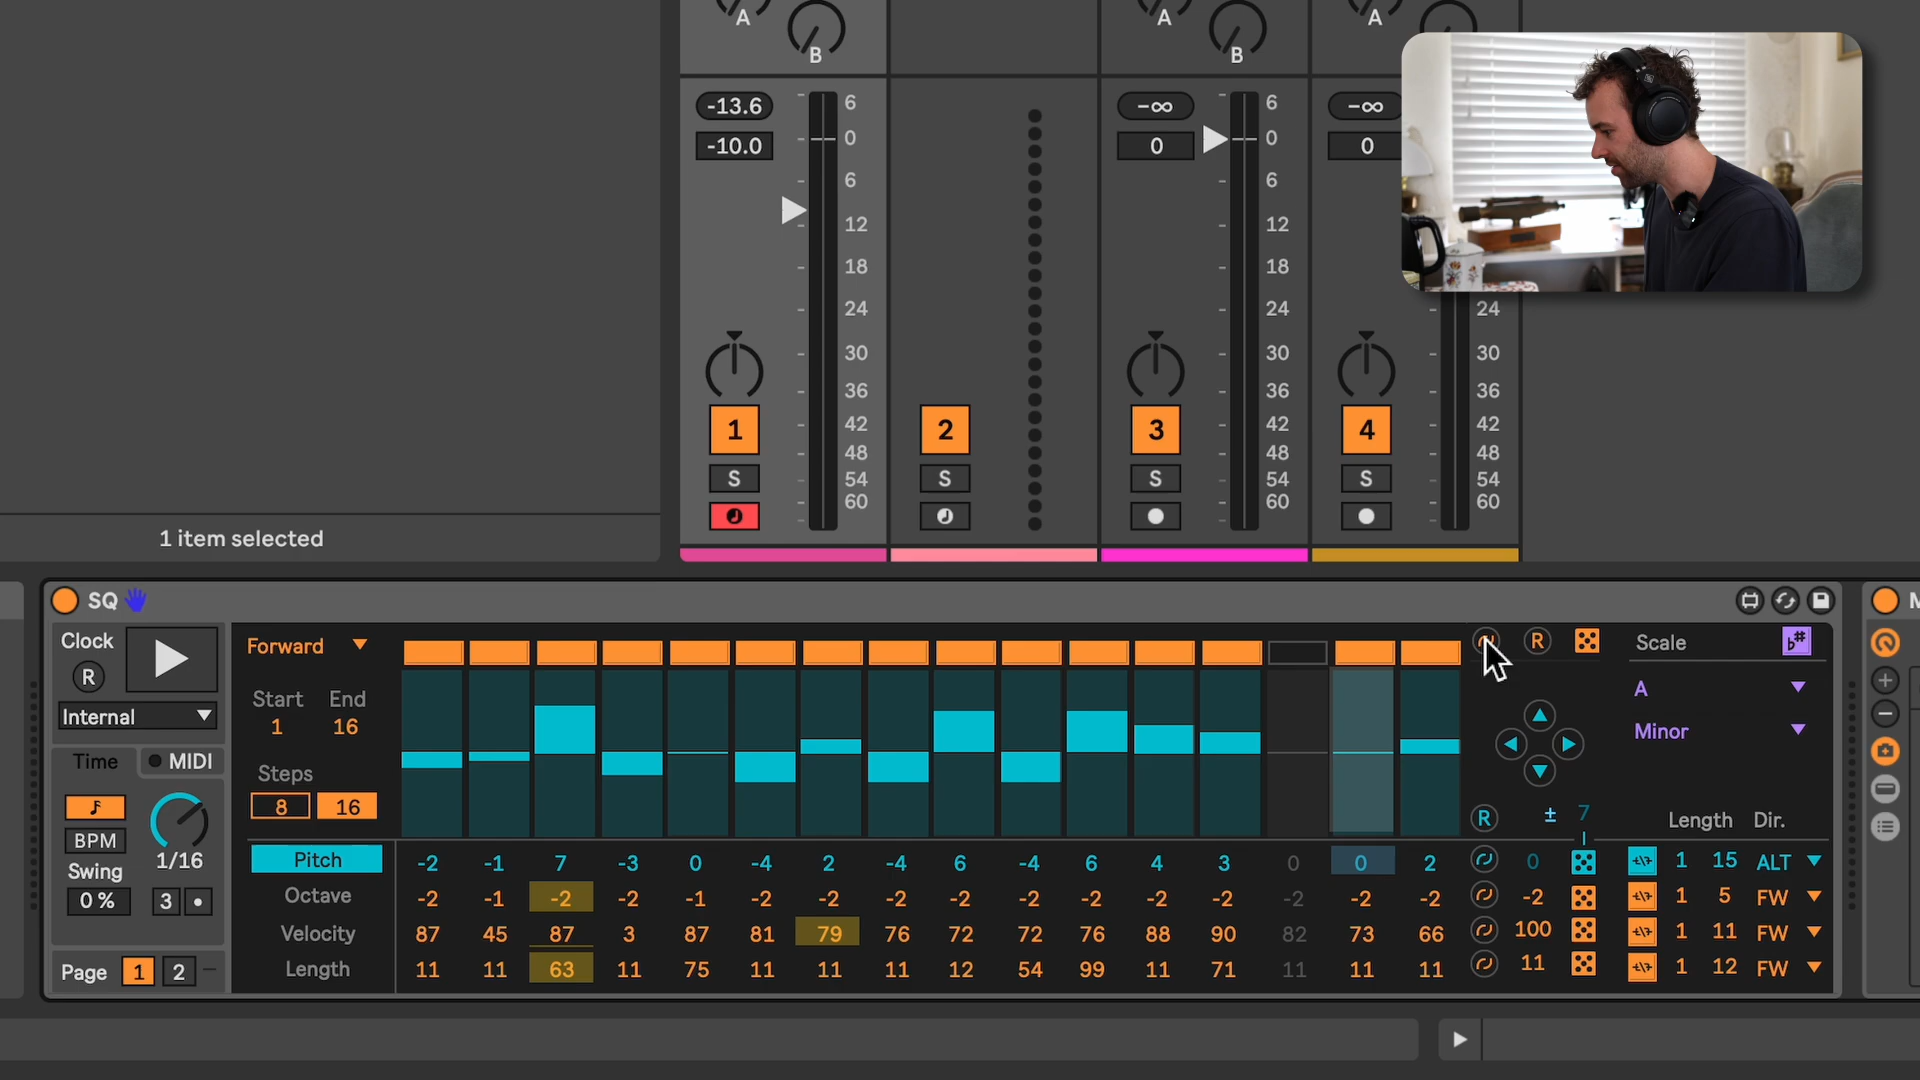 A
B
A
B
A
-13.6
-10.0
6
0
6
12
18
24
30
36
42
48
54
60
-∞
0
6
0
6
12
18
24
30
36
42
48
54
60
-∞
0
24
30
36
42
48
54
60
1
2
3
4
S
S
S
S
1 item selected
SQ
Clock
R
Internal
Time
MIDI
BPM
Swing
0 %
1/16
3
Page 1 2
Forward
Start End
1 16
Steps
8 16
R
Scale
A
Minor
R ± 7
Length Dir.
Pitch -2 -1 7 -3 0 -4 2 -4 6 -4 6 4 3 0 0 2 0 1 15 ALT
Octave -2 -1 -2 -2 -1 -2 -2 -2 -2 -2 -2 -2 -2 -2 -2 -2 -2 1 5 FW
Velocity 87 45 87 3 87 81 79 76 72 72 76 88 90 82 73 66 100 1 11 FW
Length 11 11 63 11 75 11 11 11 12 54 99 11 71 11 11 11 11 1 12 FW